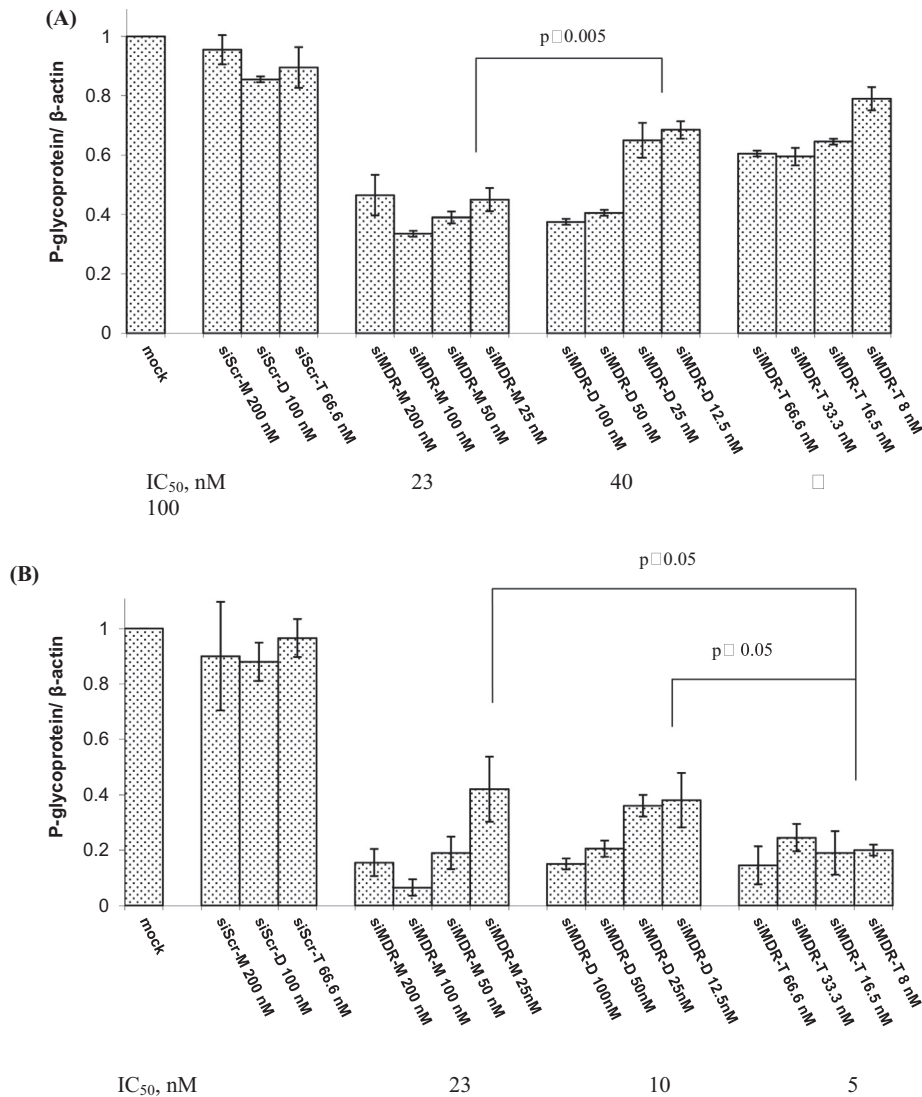 (A)
p□0.005
P-glycoprotein/ β-actin
1
0.8
0.6
0.4
0.2
0
mock
siScr-M 200 nM
siScr-D 100 nM
siScr-T 66.6 nM
siMDR-M 200 nM
siMDR-M 100 nM
siMDR-M 50 nM
siMDR-M 25 nM
siMDR-D 100 nM
siMDR-D 50 nM
siMDR-D 25 nM
siMDR-D 12.5 nM
siMDR-T 66.6 nM
siMDR-T 33.3 nM
siMDR-T 16.5 nM
siMDR-T 8 nM
IC₅₀, nM 23 40 □
100
(B)
p□0.05
p□ 0.05
P-glycoprotein/ β-actin
1
0.8
0.6
0.4
0.2
0
mock
siScr-M 200 nM
siScr-D 100 nM
siScr-T 66.6 nM
siMDR-M 200 nM
siMDR-M 100 nM
siMDR-M 50 nM
siMDR-M 25nM
siMDR-D 100nM
siMDR-D 50nM
siMDR-D 25nM
siMDR-D 12.5nM
siMDR-T 66.6 nM
siMDR-T 33.3 nM
siMDR-T 16.5 nM
siMDR-T 8 nM
IC₅₀, nM 23 10 5